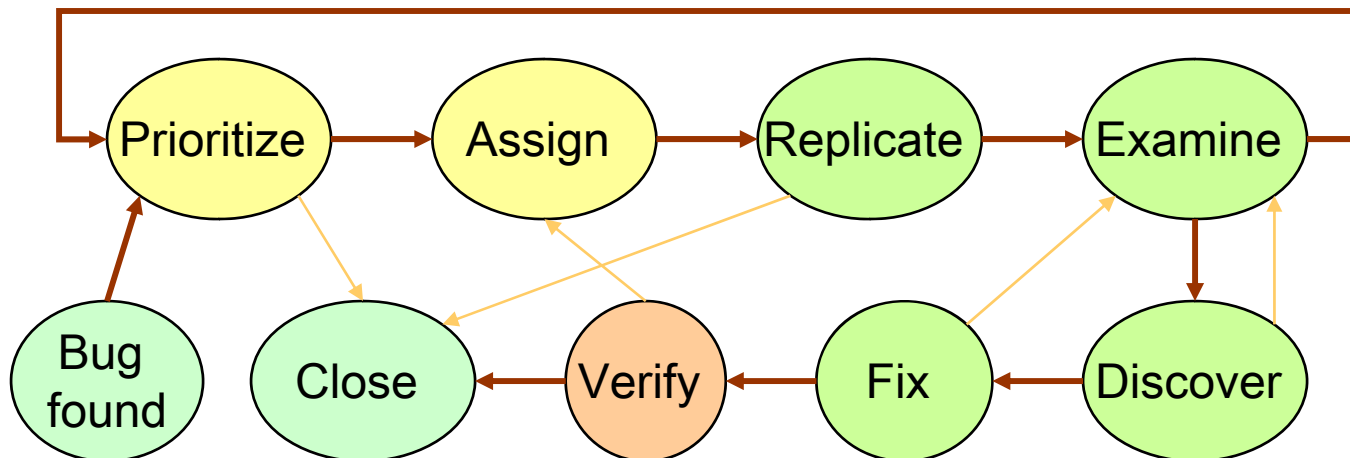 Prioritize
Assign
Replicate
Examine
Bug
found
Close
Verify
Fix
Discover